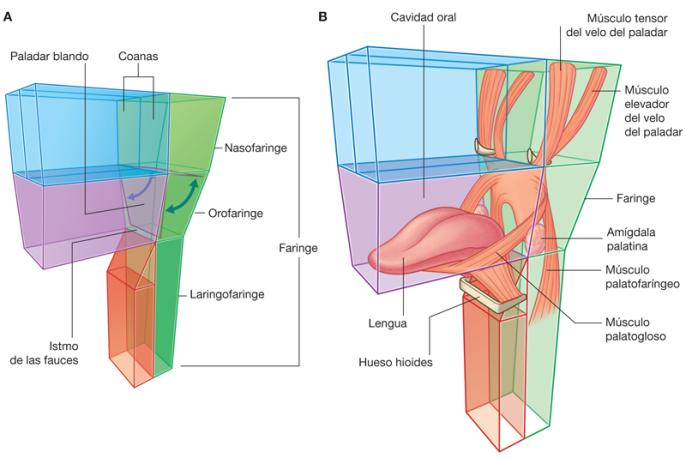 A
Paladar blando
Coanas
Nasofaringe
Orofaringe
Faringe
Laringofaringe
Istmo
de las fauces
B
Cavidad oral
Músculo tensor
del velo del paladar
Músculo
elevador
del velo
del paladar
Faringe
Amígdala
palatina
Músculo
palatofaríngeo
Músculo
palatogloso
Lengua
Hueso hioides